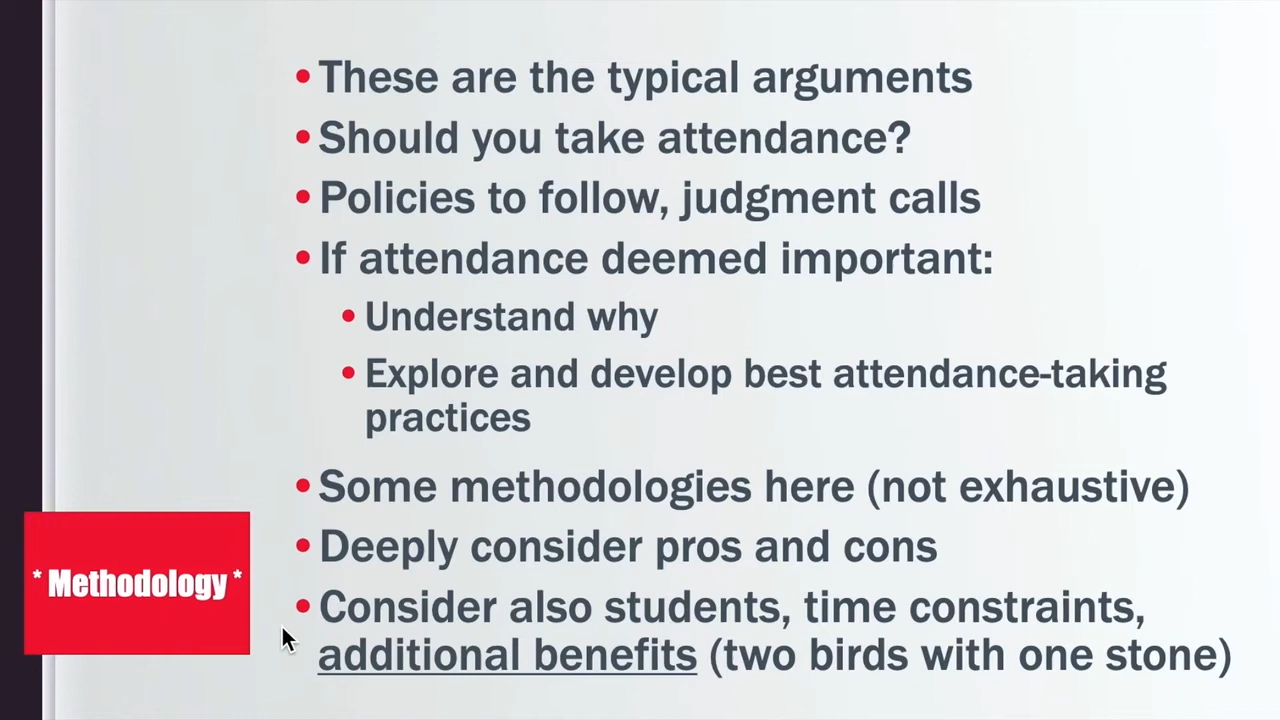 • These are the typical arguments
• Should you take attendance?
• Policies to follow, judgment calls
• If attendance deemed important:
• Understand why
• Explore and develop best attendance-taking
practices
• Some methodologies here (not exhaustive)
• Deeply consider pros and cons
• Consider also students, time constraints,
additional benefits (two birds with one stone)
* Methodology *